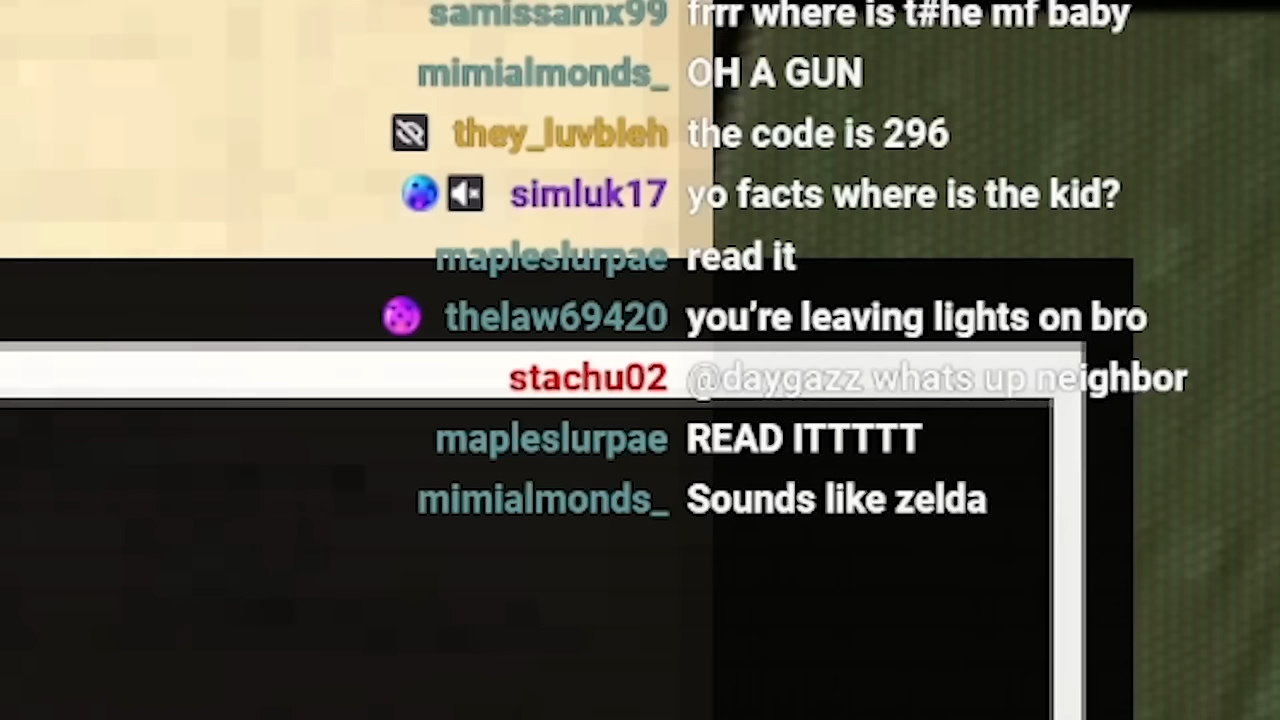 samissamx99 frrr where is t#he mf baby
mimialmonds_ OH A GUN
they_luvbleh the code is 296
simluk17 yo facts where is the kid?
mapleslurpae read it
thelaw69420 you’re leaving lights on bro
stachu02 @daygazz whats up neighbor
mapleslurpae READ ITTTTT
mimialmonds_ Sounds like zelda